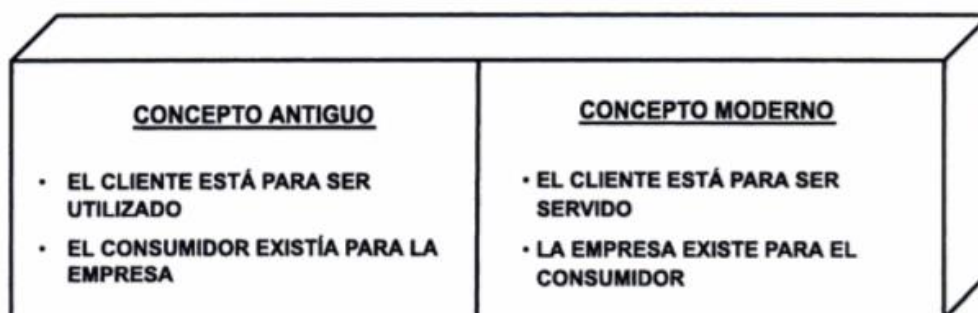 CONCEPTO ANTIGUO
• EL CLIENTE ESTÁ PARA SER
UTILIZADO
• EL CONSUMIDOR EXISTÍA PARA LA
EMPRESA
CONCEPTO MODERNO
• EL CLIENTE ESTÁ PARA SER
SERVIDO
• LA EMPRESA EXISTE PARA EL
CONSUMIDOR